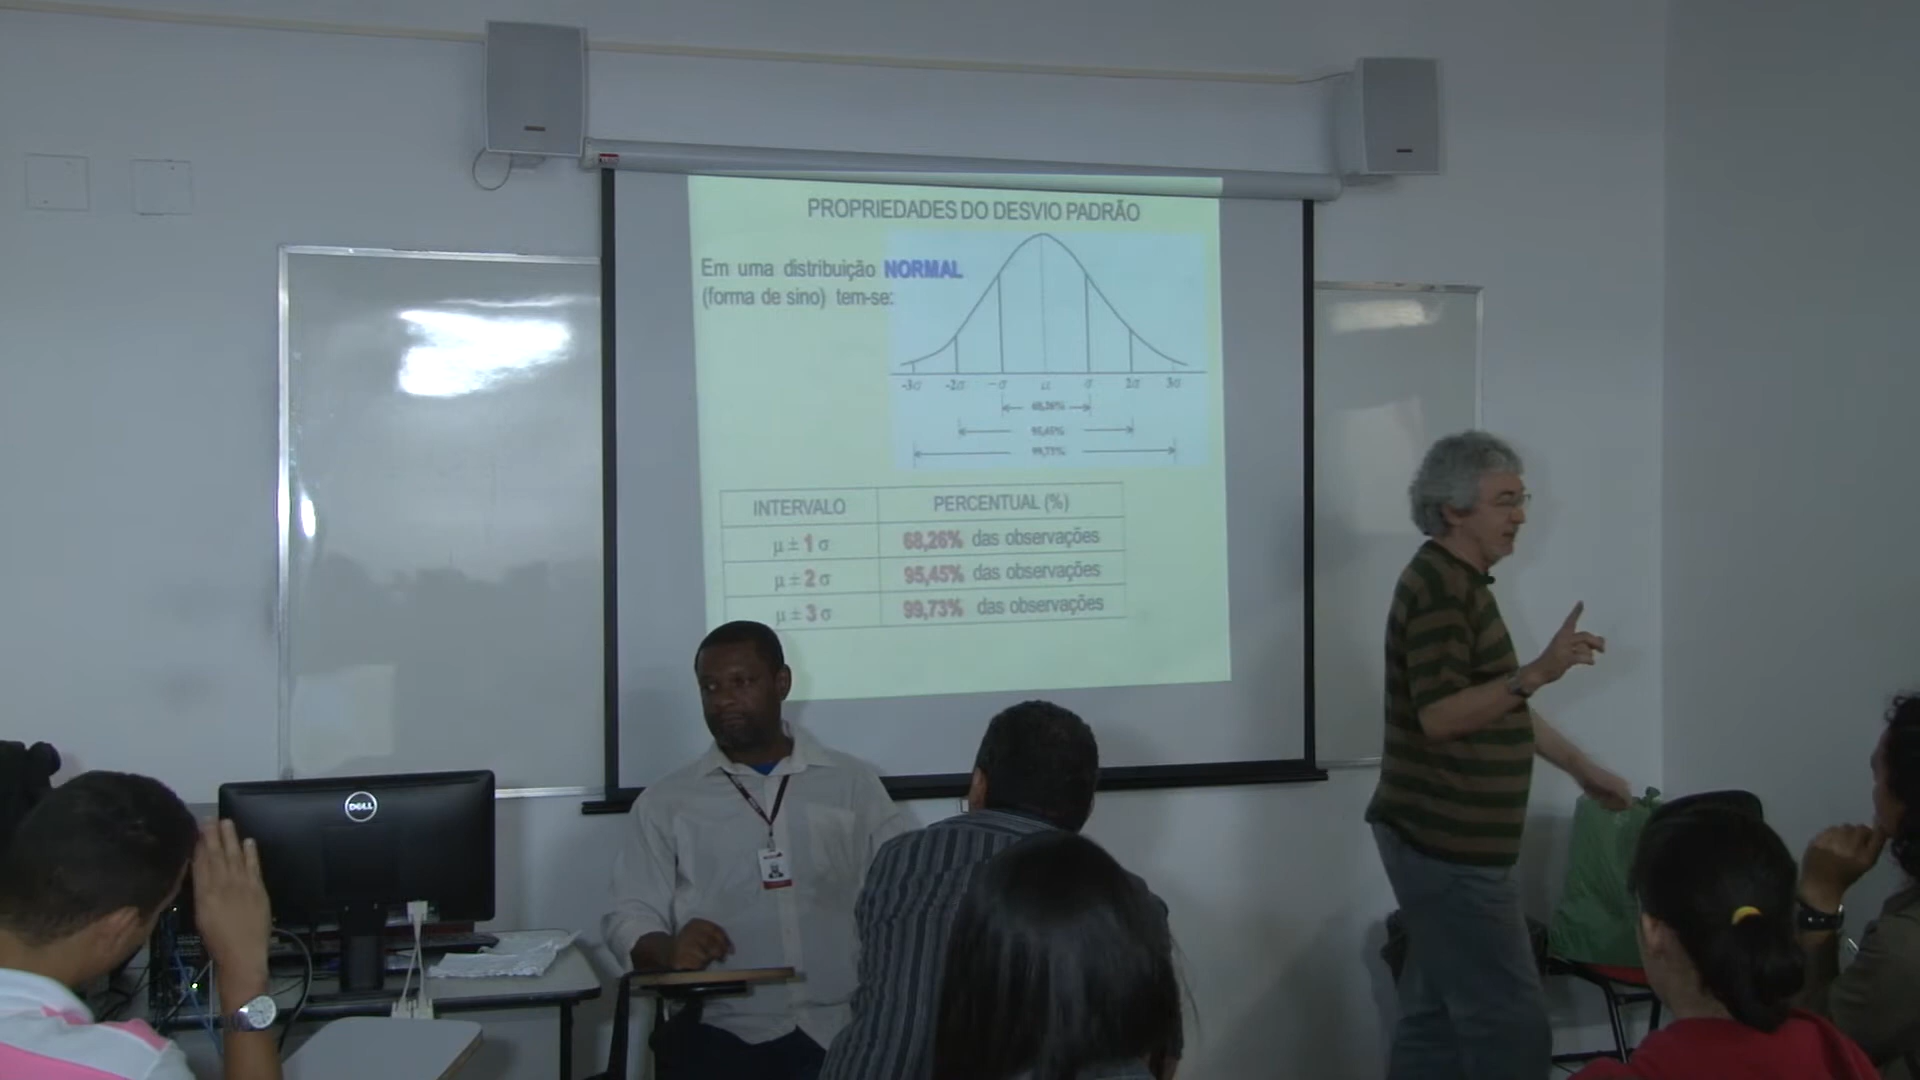 PROPRIEDADES DO DESVIO PADRÃO
Em uma distribuição NORMAL
(forma de sino) tem-se:
-3σ -2σ -σ μ σ 2σ 3σ
68,26%
95,45%
99,73%
INTERVALO PERCENTUAL (%)
μ ± 1 σ 68,26% das observações
μ ± 2 σ 95,45% das observações
μ ± 3 σ 99,73% das observações
DELL